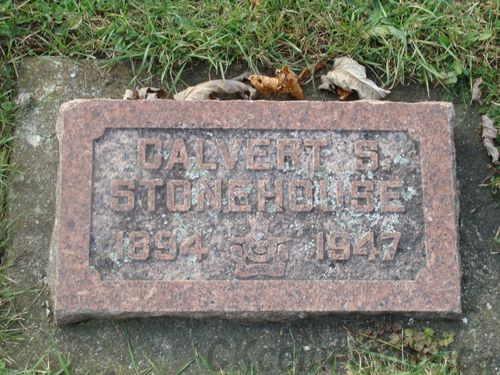 CALVERT S.
STONEHOUSE
1894 1947